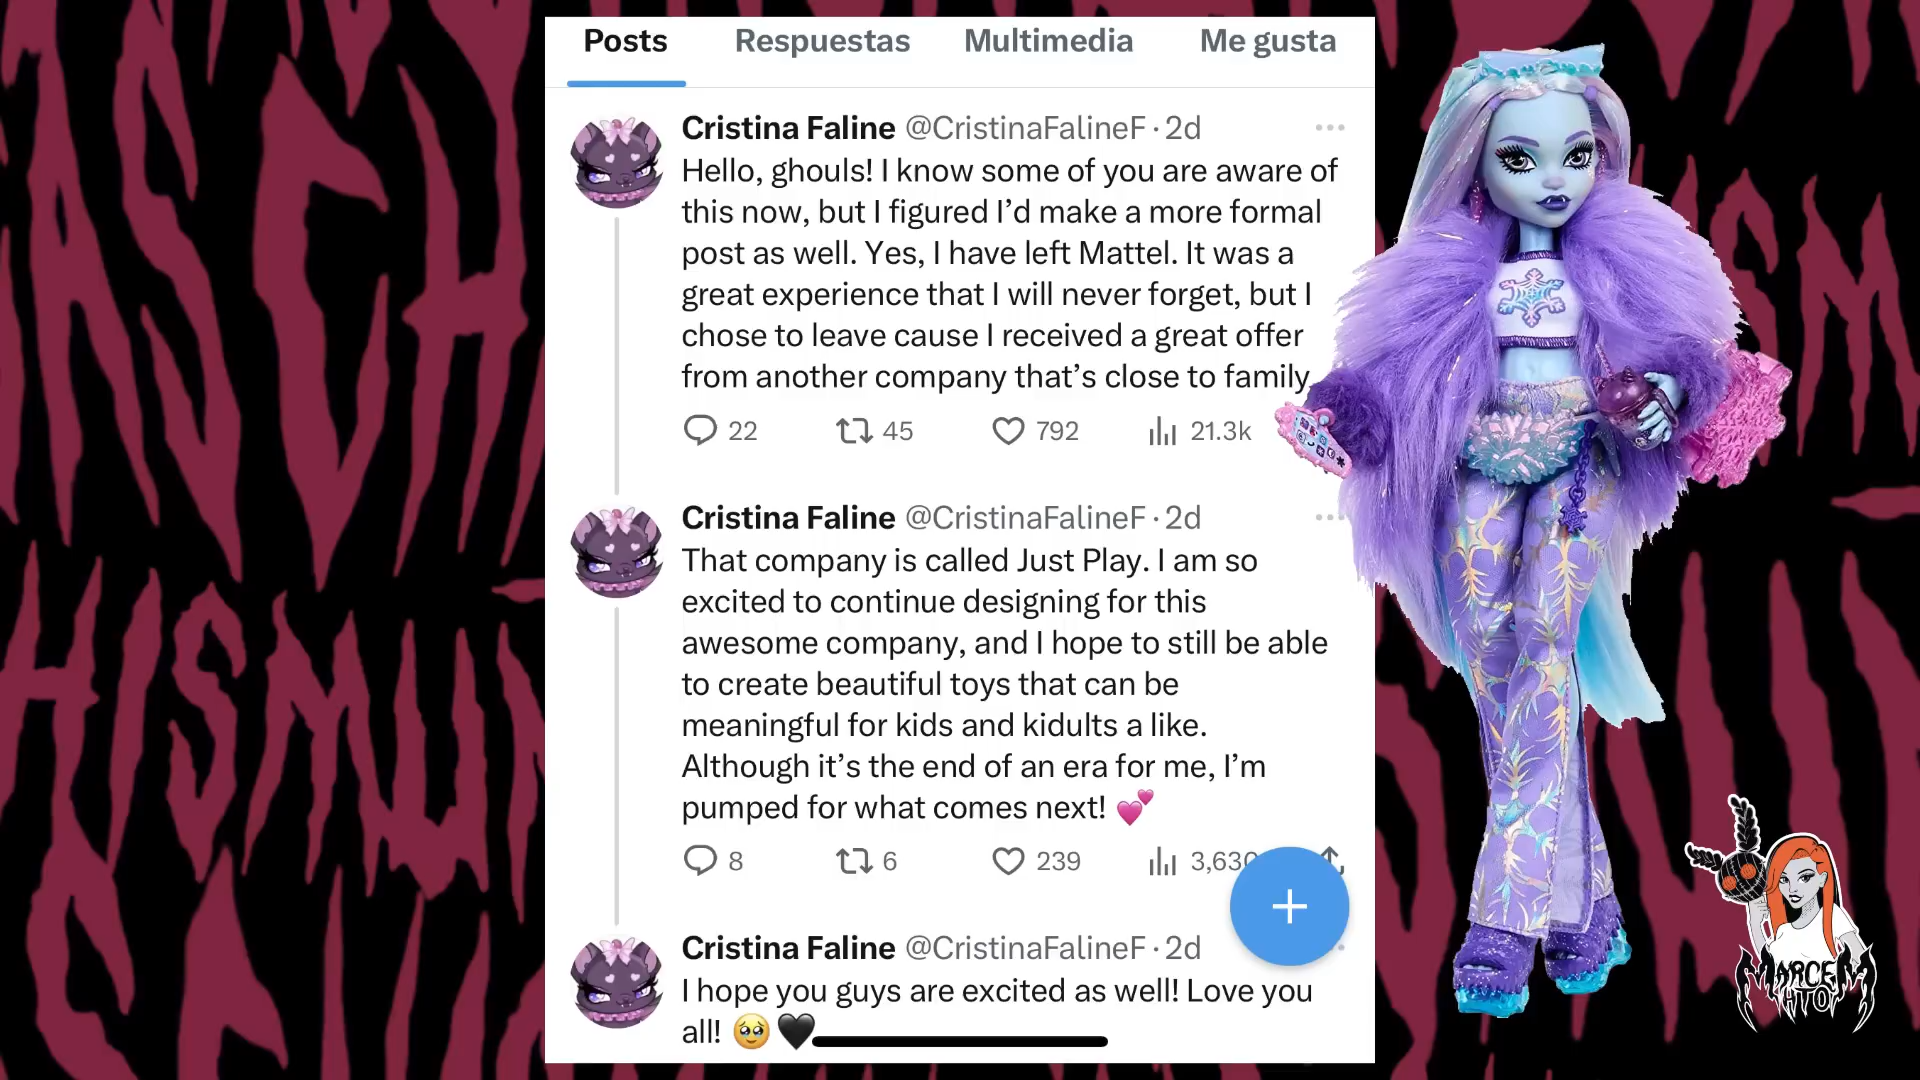 Posts Respuestas Multimedia Me gusta
Cristina Faline @CristinaFalineF · 2d
Hello, ghouls! I know some of you are aware of
this now, but I figured I’d make a more formal
post as well. Yes, I have left Mattel. It was a
great experience that I will never forget, but I
chose to leave cause I received a great offer
from another company that’s close to family.
22 45 792 21.3k
Cristina Faline @CristinaFalineF · 2d
That company is called Just Play. I am so
excited to continue designing for this
awesome company, and I hope to still be able
to create beautiful toys that can be
meaningful for kids and kidults a like.
Although it’s the end of an era for me, I’m
pumped for what comes next! 💕
8 6 239 3,630
Cristina Faline @CristinaFalineF · 2d
I hope you guys are excited as well! Love you
all! 🥹🖤